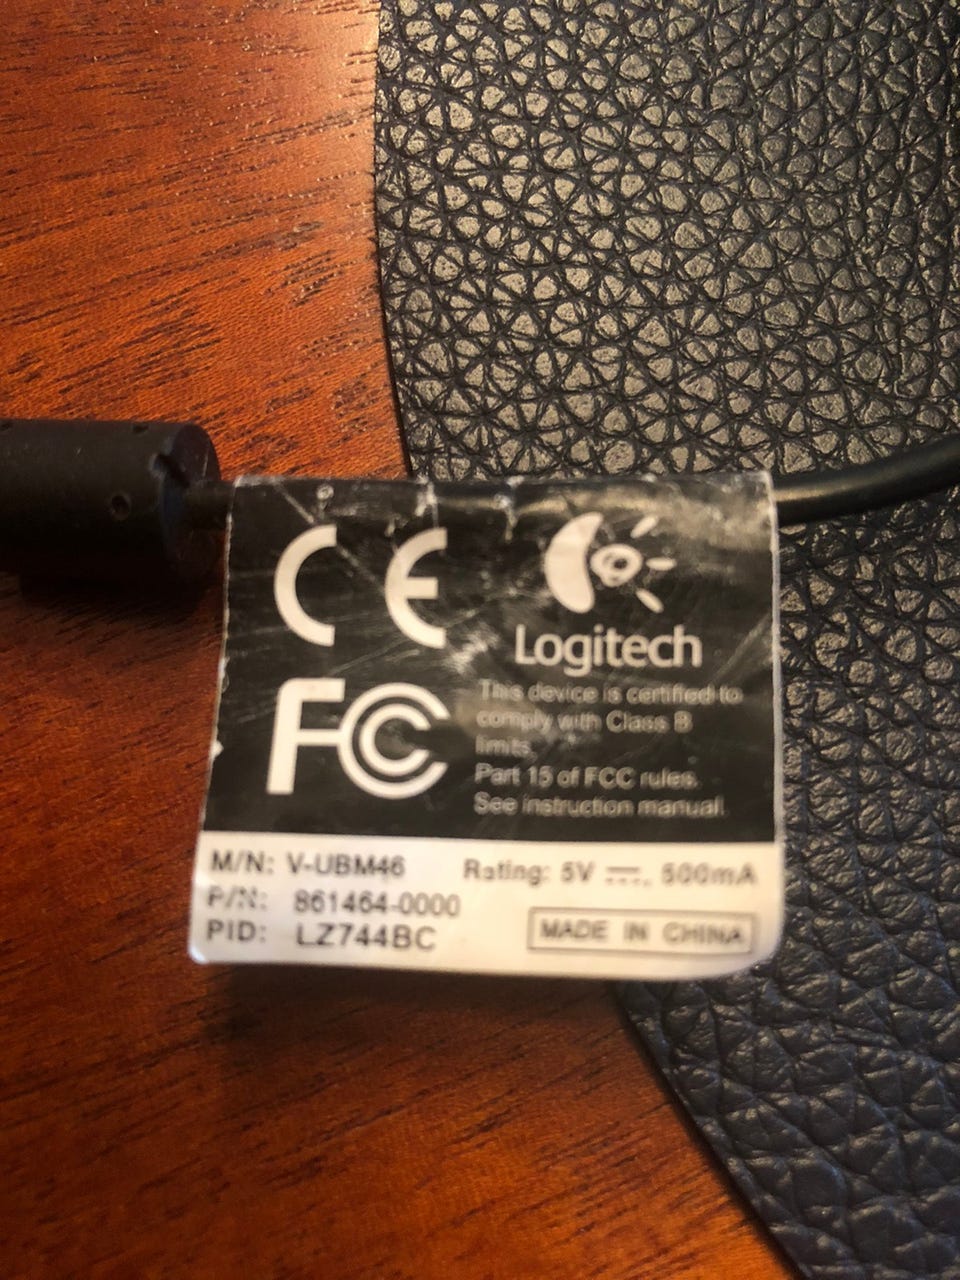 CE
Logitech
FCC
This device is certified to
comply with Class B
limits.
Part 15 of FCC rules.
See instruction manual.
M/N: V-UBM46
Rating: 5V 500mA
P/N: 861464-0000
PID: LZ744BC
MADE IN CHINA